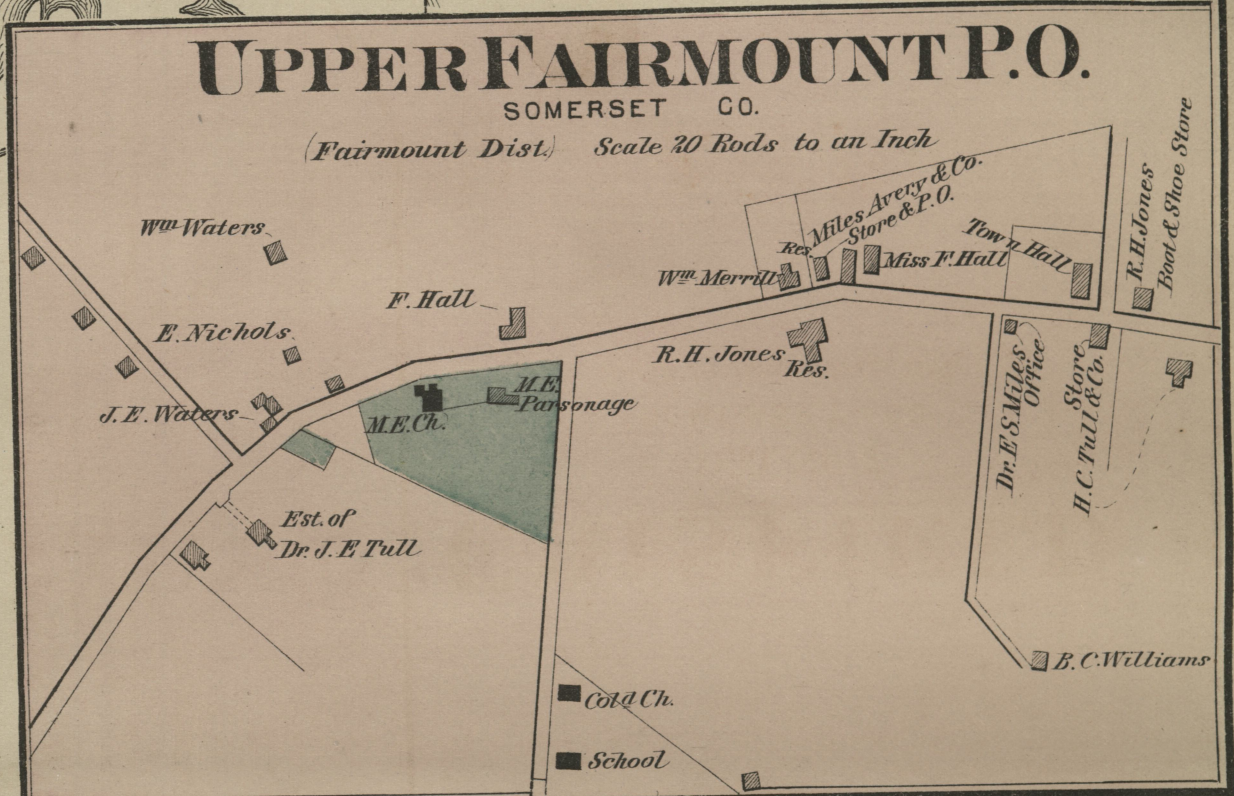 UPPER FAIRMOUNT P.O.
SOMERSET CO.
(Fairmount Dist.) Scale 20 Rods to an Inch
Wm Waters
F. Hall
E. Nichols
J. E. Waters
M.E. Ch.
M.E.
Parsonage
Est. of
Dr. J. E Tull
Wm Merrill
Res.
Miles Avery & Co.
Store & P.O.
Miss F. Hall
Town Hall
R. H. Jones
Boot & Shoe Store
R. H. Jones
Res.
Dr. E S. Miles
Office
Store
H. C. Tull & Co.
B. C. Williams
Cold Ch.
School